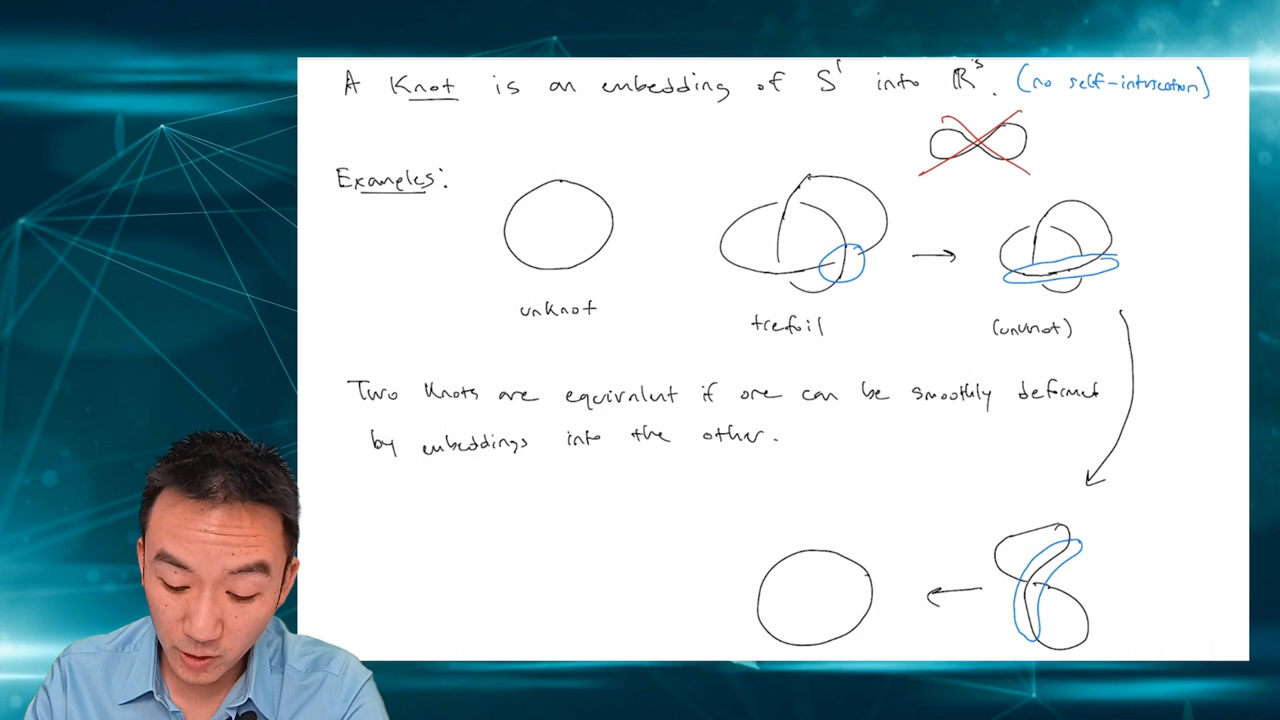 A Knot is an embedding of S¹ into ℝ³. (no self-intersection)
Examples:
unknot
trefoil
(unknot)
Two Knots are equivalent if one can be smoothly deformed
by embeddings into the other.